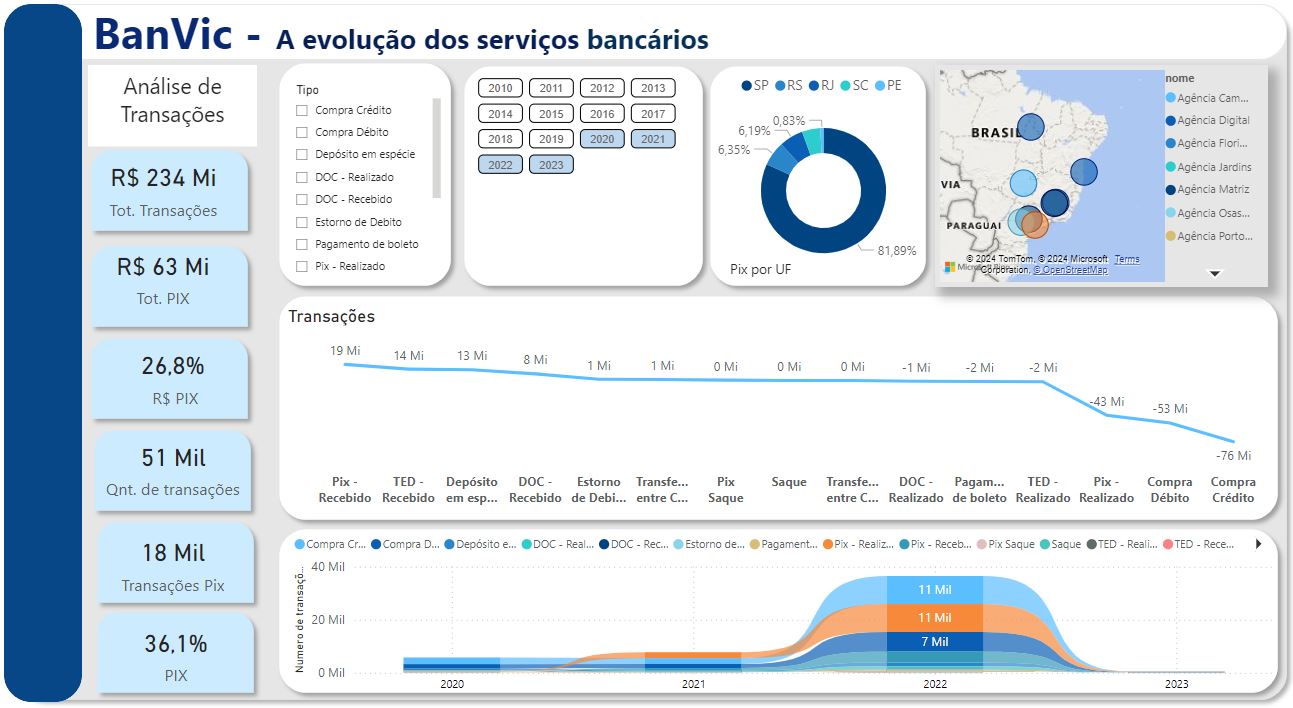 BanVic - A evolução dos serviços bancários
Análise de
Transações
R$ 234 Mi
Tot. Transações
R$ 63 Mi
Tot. PIX
26,8%
R$ PIX
51 Mil
Qnt. de transações
18 Mil
Transações Pix
36,1%
PIX
Tipo
Compra Crédito
Compra Débito
Depósito em espécie
DOC - Realizado
DOC - Recebido
Estorno de Debito
Pagamento de boleto
Pix - Realizado
2010 2011 2012 2013
2014 2015 2016 2017
2018 2019 2020 2021
2022 2023
SP RS RJ SC PE
0,83%
6,19%
6,35%
81,89%
Pix por UF
BRASIL
VIA
PARAGUAI
© 2024 TomTom, © 2024 Microsoft Terms
Corporation, © OpenStreetMap
nome
Agência Cam...
Agência Digital
Agência Flori...
Agência Jardins
Agência Matriz
Agência Osas...
Agência Porto...
Transações
19 Mi 14 Mi 13 Mi 8 Mi 1 Mi 1 Mi 0 Mi 0 Mi 0 Mi -1 Mi -2 Mi -2 Mi -43 Mi -53 Mi -76 Mi
Pix -
Recebido
TED -
Recebido
Depósito
em esp...
DOC -
Recebido
Estorno
de Debi...
Transfe...
entre C...
Pix
Saque
Saque
Transfe...
entre C...
DOC -
Realizado
Pagam...
de boleto
TED -
Realizado
Pix -
Realizado
Compra
Débito
Compra
Crédito
Compra Cr... Compra D... Depósito e... DOC - Real... DOC - Rec... Estorno de... Pagament... Pix - Realiz... Pix - Receb... Pix Saque Saque TED - Reali... TED - Rece...
Número de transaçõ...
40 Mil
20 Mil
0 Mil
11 Mil
11 Mil
7 Mil
2020 2021 2022 2023